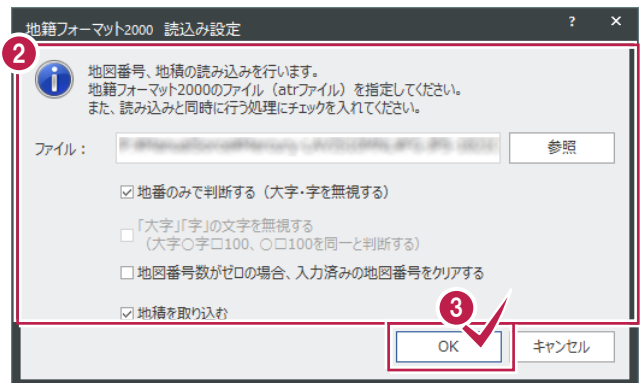 地籍フォーマット2000 読込み設定
? ×
2
地図番号、地積の読み込みを行います。
地籍フォーマット2000のファイル（atrファイル）を指定してください。
また、読み込みと同時に行う処理にチェックを入れてください。
ファイル：
参照
地番のみで判断する（大字・字を無視する）
「大字」「字」の文字を無視する
（大字○字□100、○□100を同一と判断する）
地図番号数がゼロの場合、入力済みの地図番号をクリアする
地積を取り込む
3
OK キャンセル